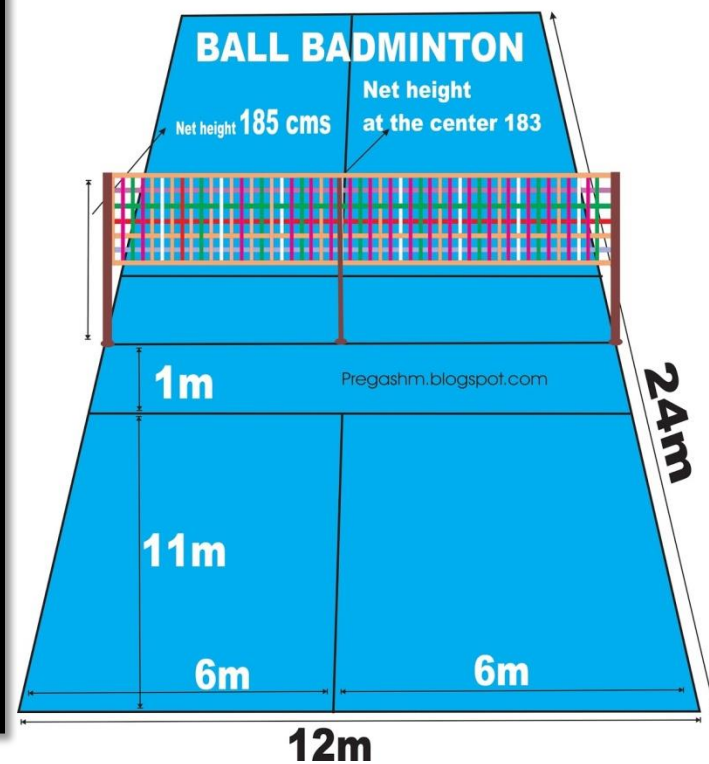 BALL BADMINTON
Net height 185 cms
Net height
at the center 183
1m
Pregashm.blogspot.com
24m
11m
6m
6m
12m